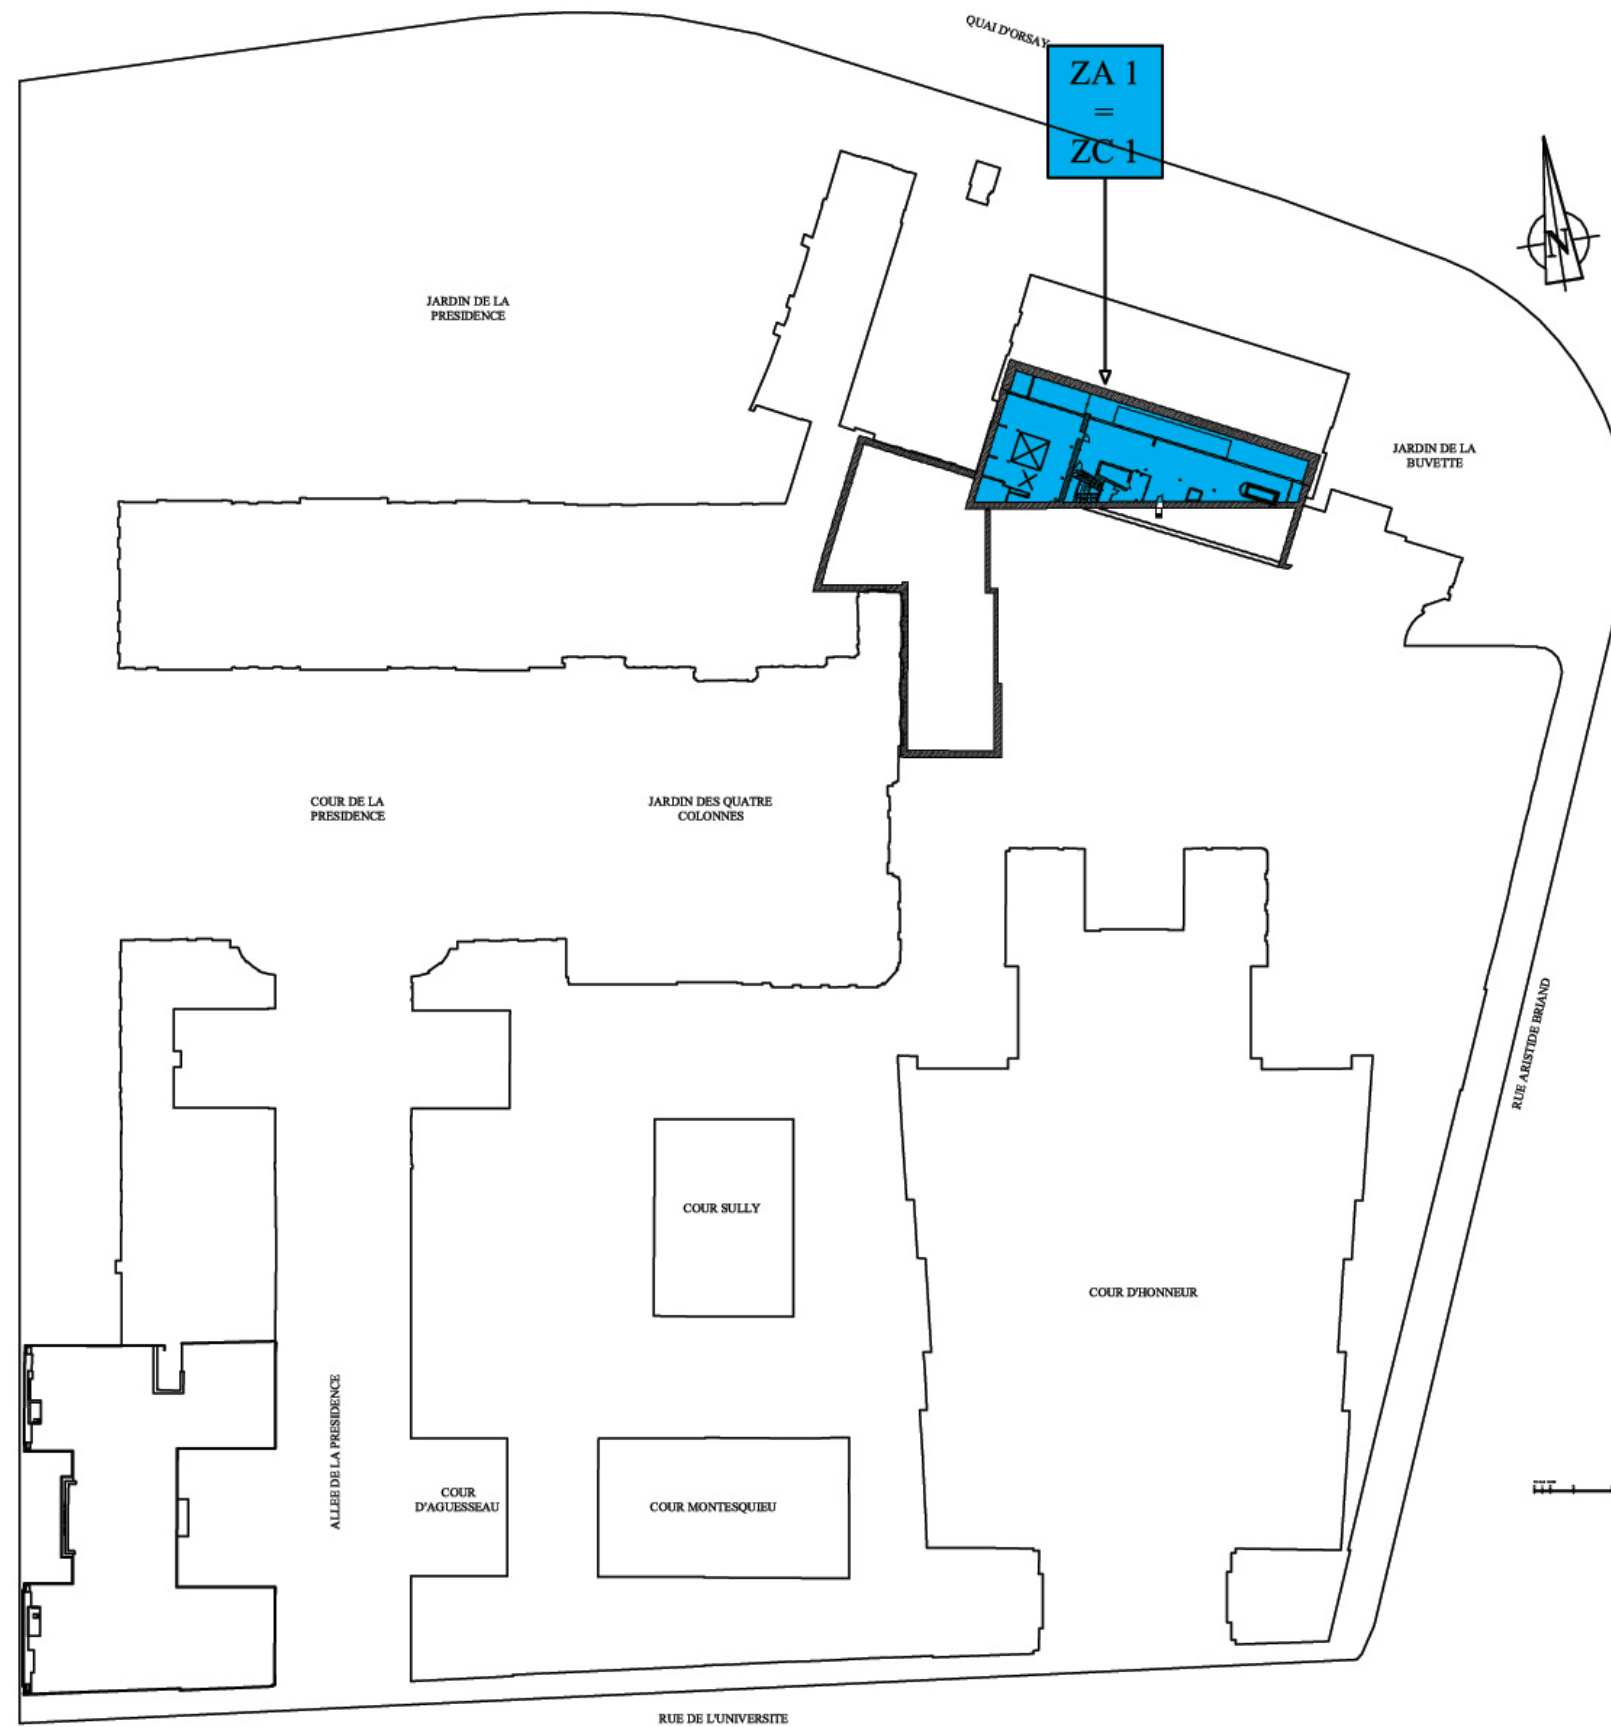 QUAI D'ORSAY
ZA 1
=
ZC 1
N
JARDIN DE LA
PRESIDENCE
JARDIN DE LA
BUVETTE
COUR DE LA
PRESIDENCE
JARDIN DES QUATRE
COLONNES
RUE ARISTIDE BRIAND
COUR SULLY
COUR D'HONNEUR
ALLEE DE LA PRESIDENCE
COUR
D'AGUESSEAU
COUR MONTESQUIEU
RUE DE L'UNIVERSITE